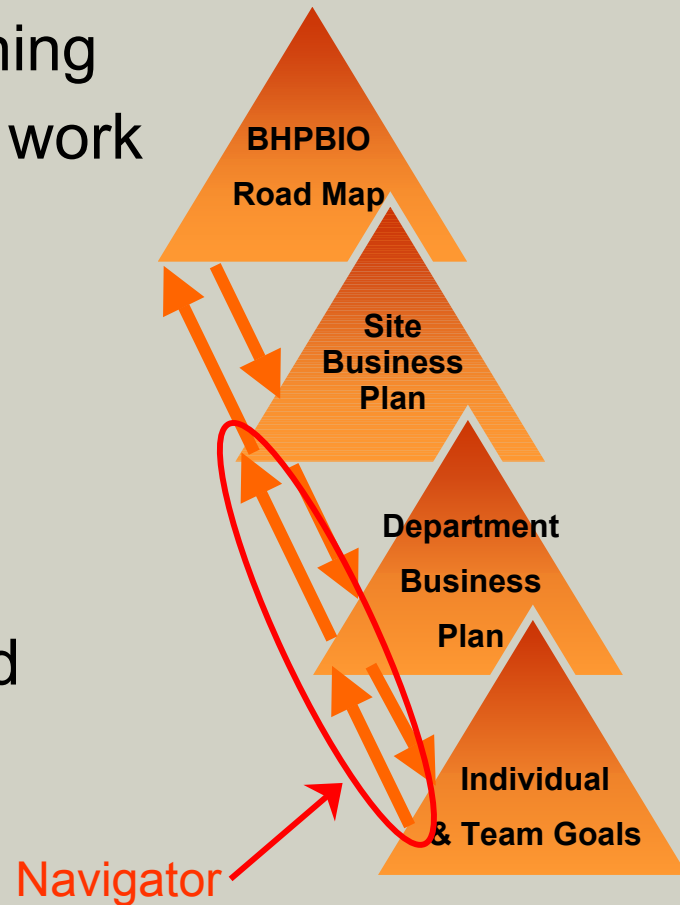 ning
work
BHPBIO
Road Map
Site
Business
Plan
Department
Business
Plan
d
Individual
& Team Goals
Navigator